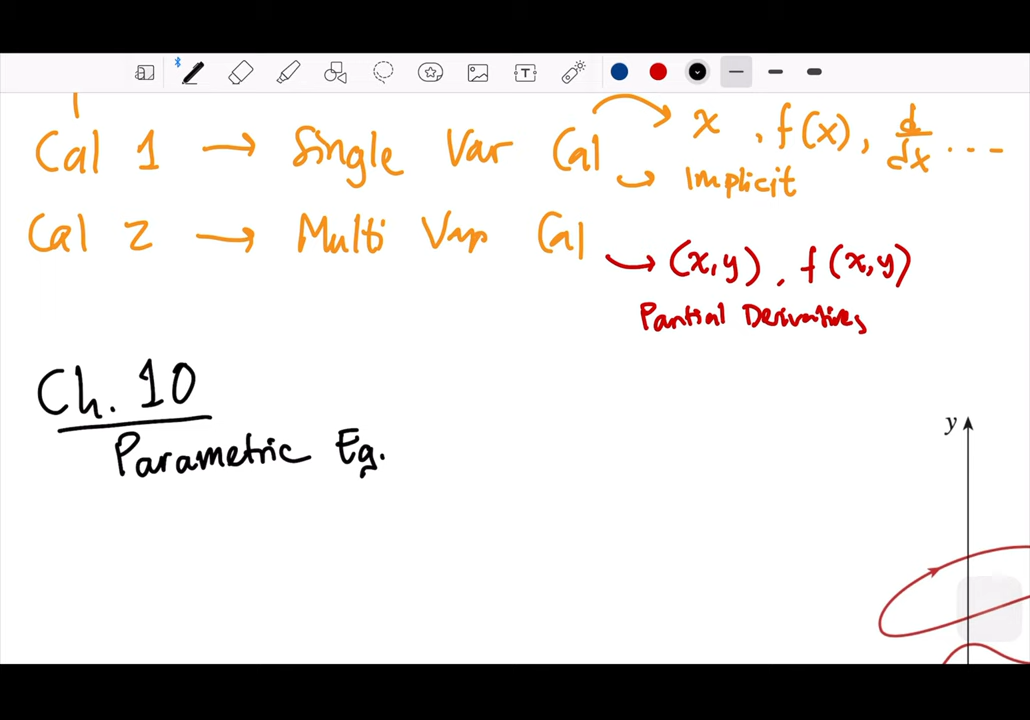 Cal 1 → Single Var Cal → x , f(x), d/dx ...
→ Implicit
Cal 2 → Multi Var Cal → (x,y) , f(x,y)
Partial Derivatives
Ch. 10
Parametric Eq.
y